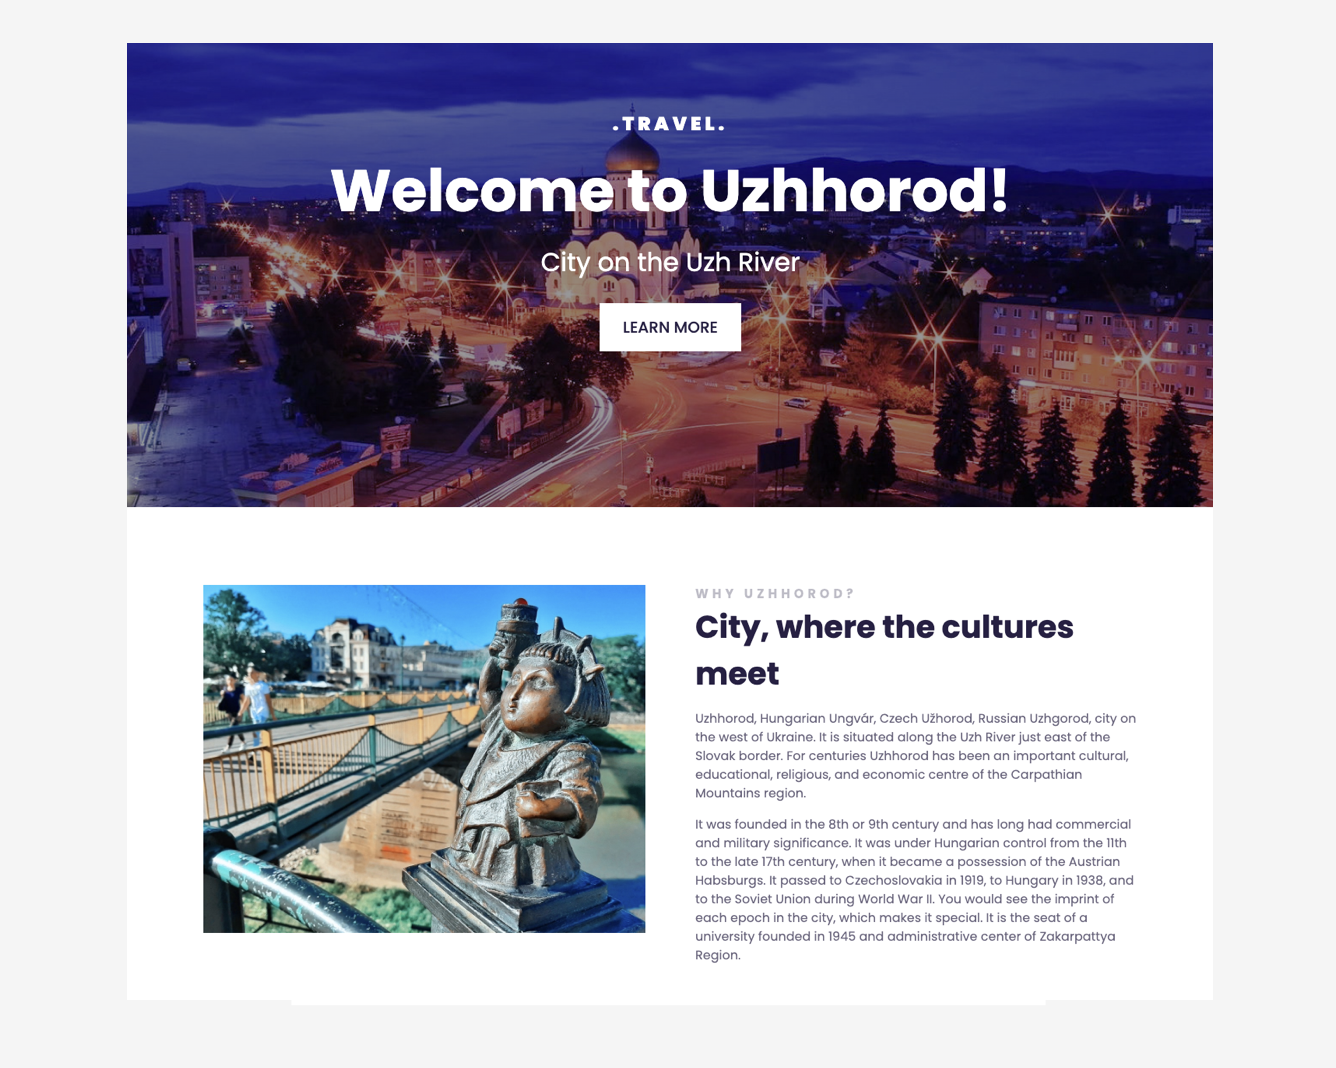 .TRAVEL.
Welcome to Uzhhorod!
City on the Uzh River
LEARN MORE
WHY UZHHOROD?
City, where the cultures
meet
Uzhhorod, Hungarian Ungvár, Czech Užhorod, Russian Uzhgorod, city on
the west of Ukraine. It is situated along the Uzh River just east of the
Slovak border. For centuries Uzhhorod has been an important cultural,
educational, religious, and economic centre of the Carpathian
Mountains region.
It was founded in the 8th or 9th century and has long had commercial
and military significance. It was under Hungarian control from the 11th
to the late 17th century, when it became a possession of the Austrian
Habsburgs. It passed to Czechoslovakia in 1919, to Hungary in 1938, and
to the Soviet Union during World War II. You would see the imprint of
each epoch in the city, which makes it special. It is the seat of a
university founded in 1945 and administrative center of Zakarpattya
Region.